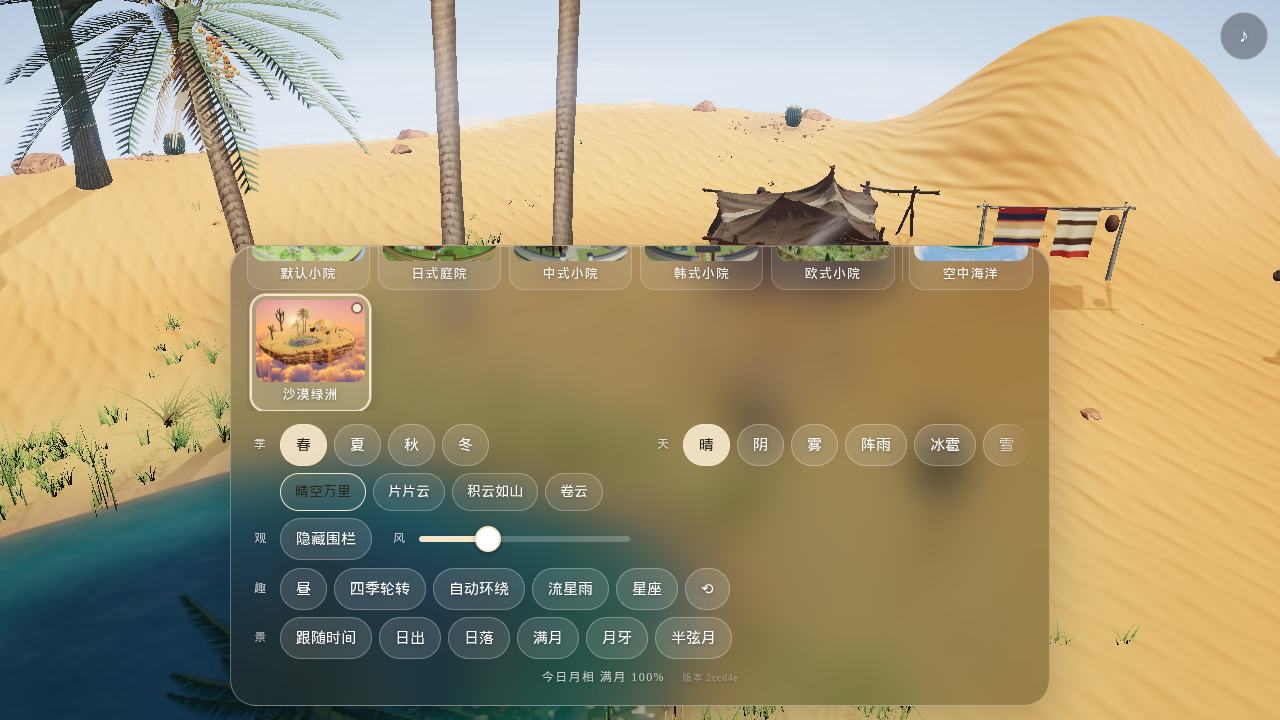 ♪
默认小院 日式庭院 中式小院 韩式小院 欧式小院 空中海洋
沙漠绿洲
季 春 夏 秋 冬 天 晴 阴 雾 阵雨 冰雹 雪
晴空万里 片片云 积云如山 卷云
观 隐藏围栏 风
趣 昼 四季轮转 自动环绕 流星雨 星座 ⟲
景 跟随时间 日出 日落 满月 月牙 半弦月
今日月相 满月 100% 版本 2ccd4e